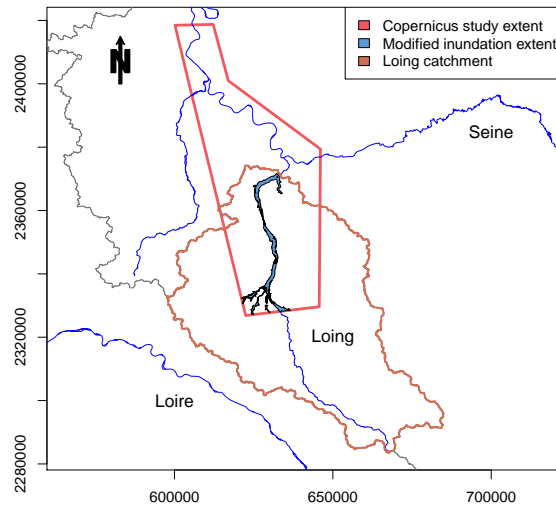 Copernicus study extent
Modified inundation extent
Loing catchment
N
Seine
Loing
Loire
2400000
2360000
2320000
2280000
600000
650000
700000